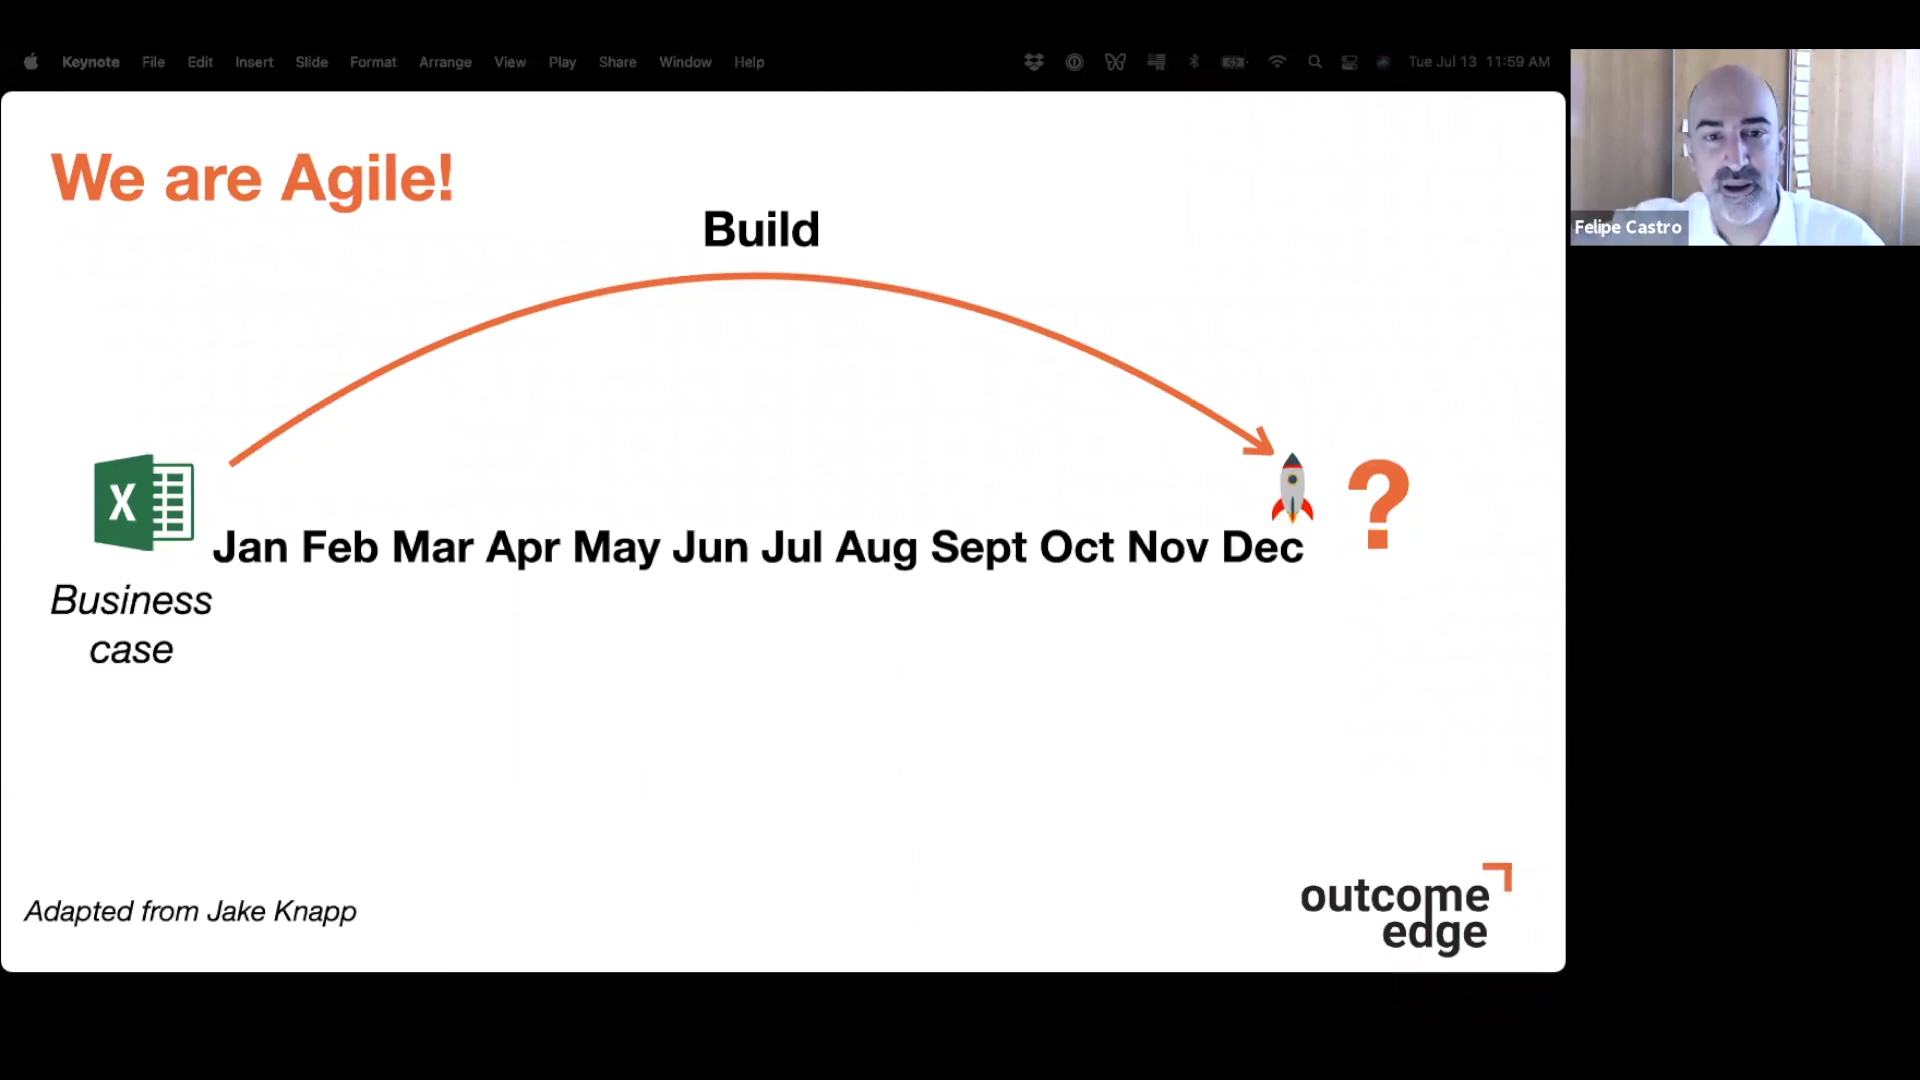 Keynote File Edit Insert Slide Format Arrange View Play Share Window Help Tue Jul 13 11:59 AM
We are Agile!
Build
Felipe Castro
X
?
Jan Feb Mar Apr May Jun Jul Aug Sept Oct Nov Dec
Business
case
Adapted from Jake Knapp
outcome
edge